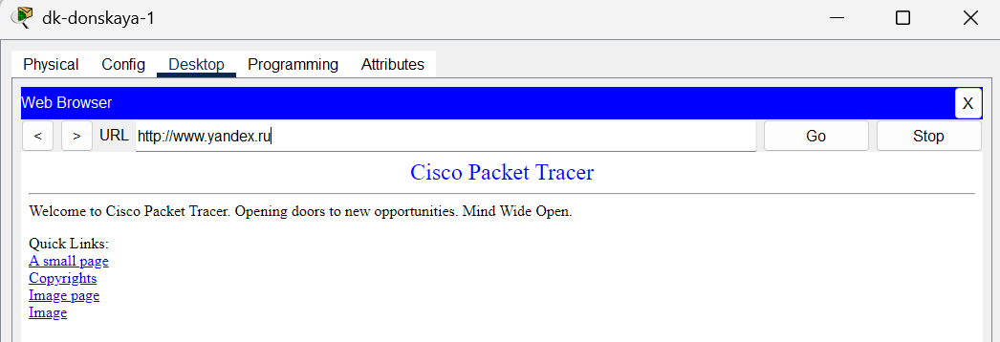 dk-donskaya-1
Physical Config Desktop Programming Attributes
Web Browser X
< > URL http://www.yandex.ru Go Stop
Cisco Packet Tracer
Welcome to Cisco Packet Tracer. Opening doors to new opportunities. Mind Wide Open.
Quick Links:
A small page
Copyrights
Image page
Image